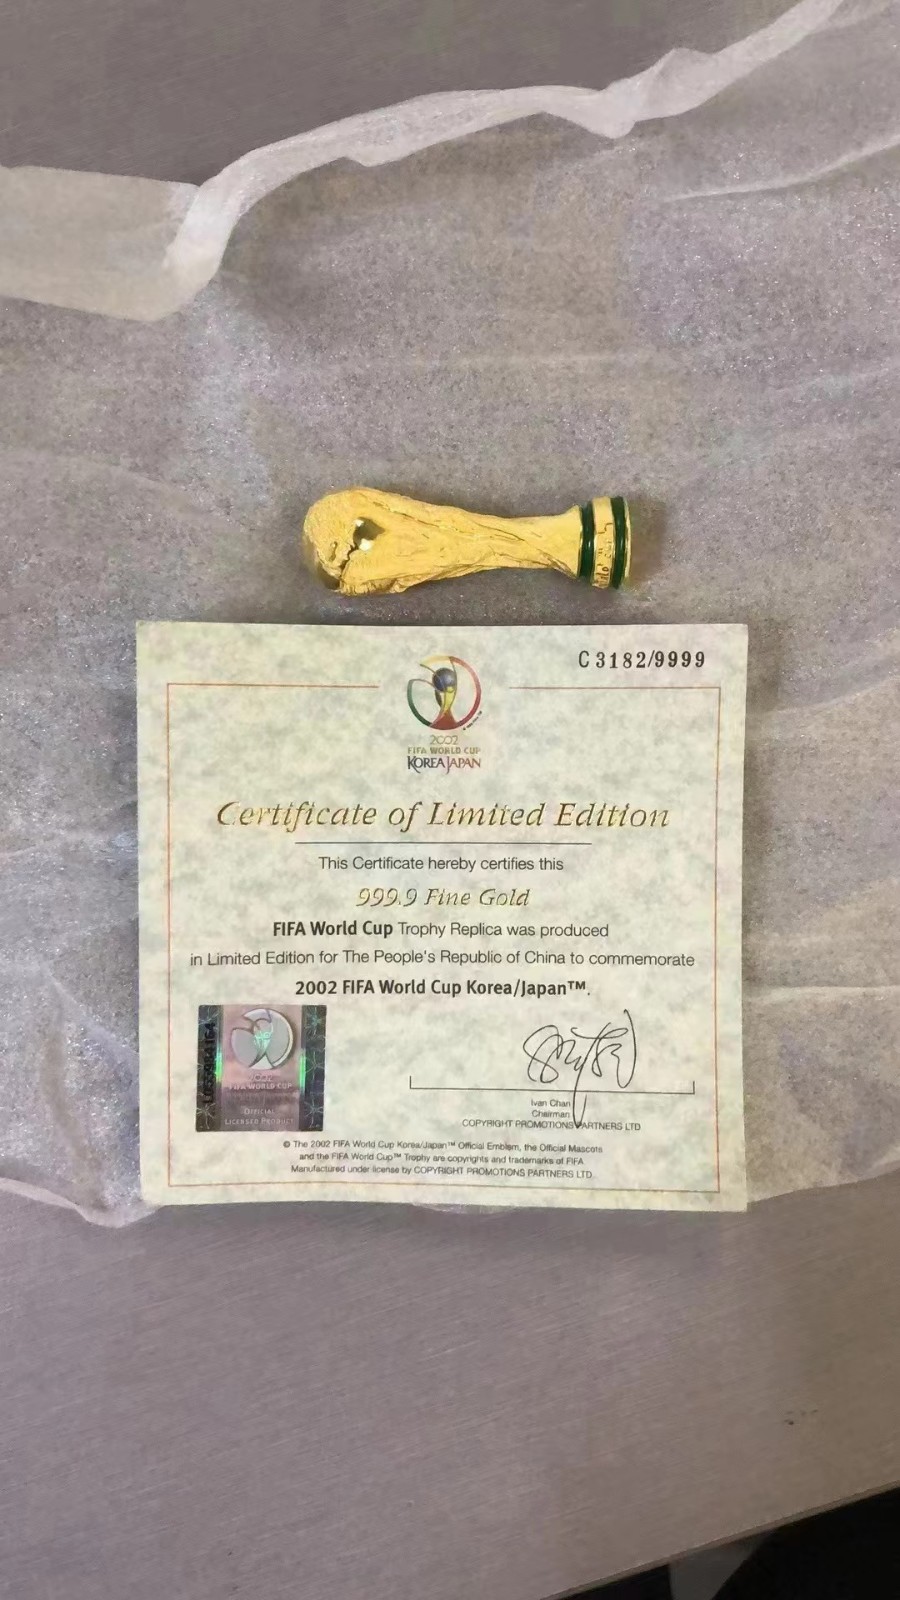 C 3182/9999
2002
FIFA WORLD CUP
KOREA JAPAN
Certificate of Limited Edition
This Certificate hereby certifies this
999.9 Fine Gold
FIFA World Cup Trophy Replica was produced
in Limited Edition for The People's Republic of China to commemorate
2002 FIFA World Cup Korea/Japan™.
2002
FIFA WORLD CUP
OFFICIAL
LICENSED PRODUCT
Ivan Chan
Chairman
COPYRIGHT PROMOTIONS PARTNERS LTD
© The 2002 FIFA World Cup Korea/Japan™ Official Emblem, the Official Mascots
and the FIFA World Cup™ Trophy are copyrights and trademarks of FIFA
Manufactured under license by COPYRIGHT PROMOTIONS PARTNERS LTD.